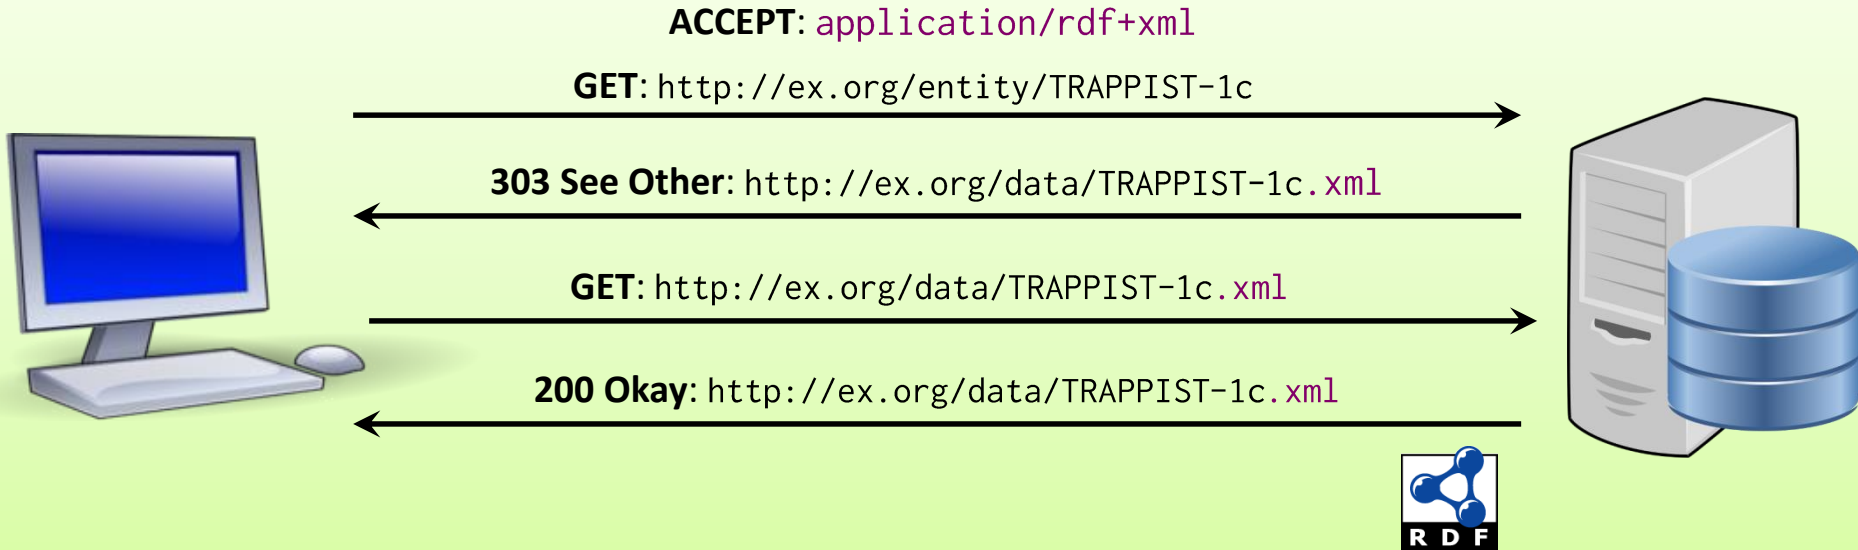 ACCEPT: application/rdf+xml
GET: http://ex.org/entity/TRAPPIST-1c
303 See Other: http://ex.org/data/TRAPPIST-1c.xml
GET: http://ex.org/data/TRAPPIST-1c.xml
200 Okay: http://ex.org/data/TRAPPIST-1c.xml
RDF